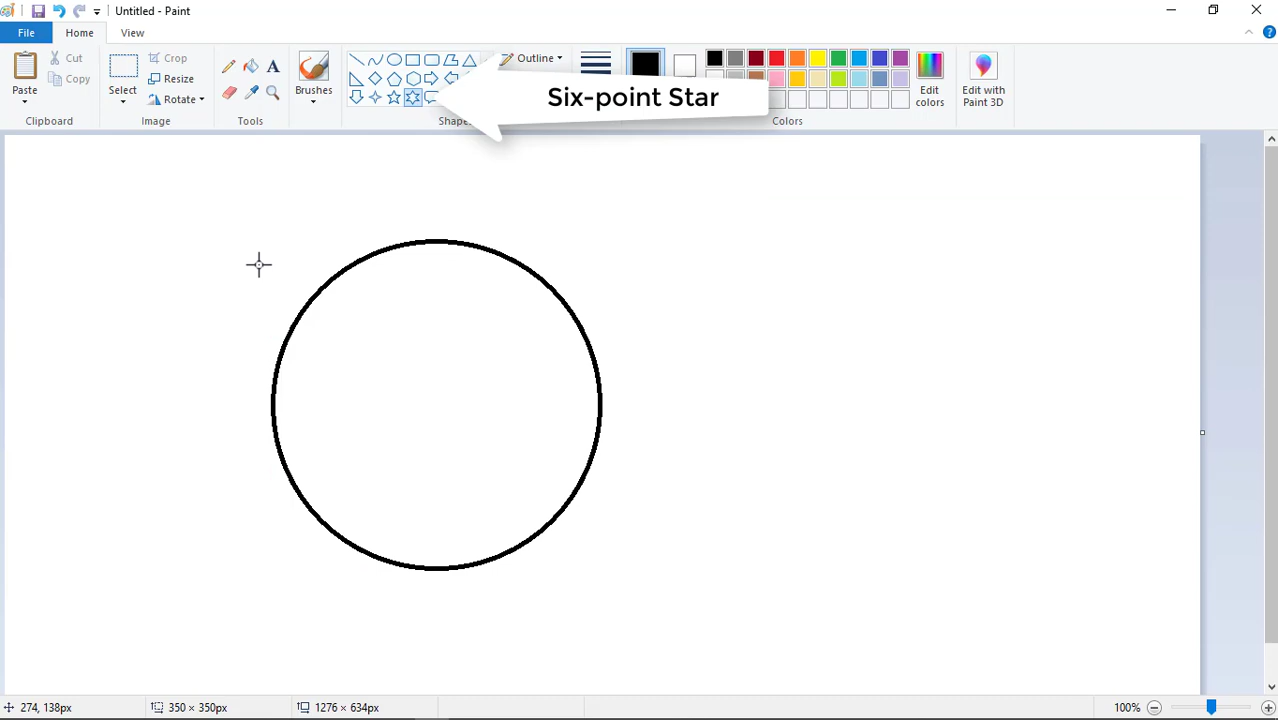 Untitled - Paint
File Home View
Paste
Cut
Copy
Clipboard
Select
Crop
Resize
Rotate
Image
Tools
Brushes
Shap
Outline
Six-point Star
Colors
Edit
colors
Edit with
Paint 3D
274, 138px
350 × 350px
1276 × 634px
100%